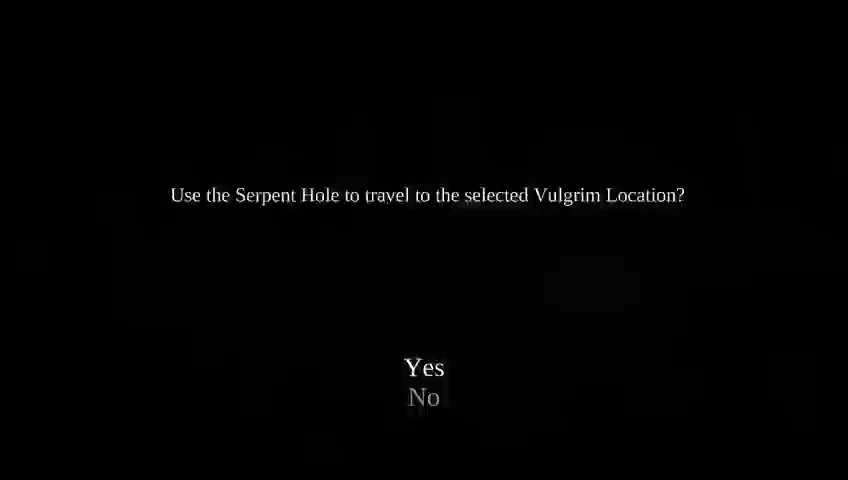 Use the Serpent Hole to travel to the selected Vulgrim Location?
Yes
No